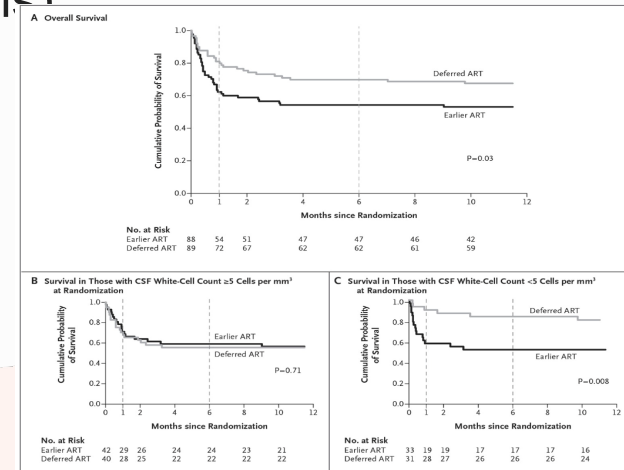 A Overall Survival
1.0
0.8
0.6
0.4
0.2
0.0
Cumulative Probability of Survival
Deferred ART
Earlier ART
P=0.03
0 1 2 4 6 8 10 12
Months since Randomization
No. at Risk
Earlier ART 88 54 51 47 47 46 42
Deferred ART 89 72 67 62 62 61 59
B Survival in Those with CSF White-Cell Count ≥5 Cells per mm³
at Randomization
1.0
0.8
0.6
0.4
0.2
0.0
Cumulative Probability
of Survival
Earlier ART
Deferred ART
P=0.71
0 1 2 4 6 8 10 12
Months since Randomization
No. at Risk
Earlier ART 42 29 26 24 24 23 21
Deferred ART 40 28 25 22 22 22 22
C Survival in Those with CSF White-Cell Count <5 Cells per mm³
at Randomization
1.0
0.8
0.6
0.4
0.2
0.0
Cumulative Probability
of Survival
Deferred ART
Earlier ART
P=0.008
0 1 2 4 6 8 10 12
Months since Randomization
No. at Risk
Earlier ART 33 19 19 17 17 17 16
Deferred ART 31 28 27 26 26 26 24